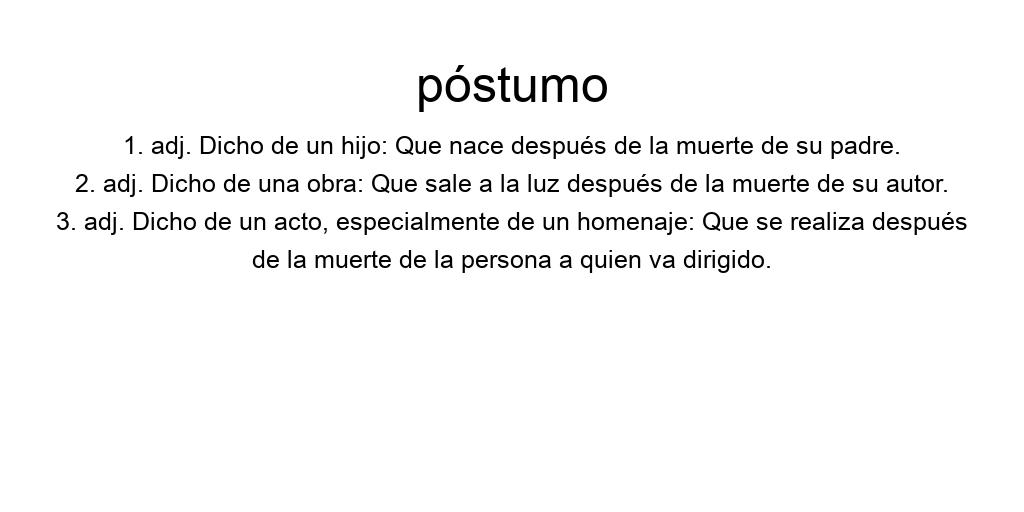 póstumo
1. adj. Dicho de un hijo: Que nace después de la muerte de su padre.
2. adj. Dicho de una obra: Que sale a la luz después de la muerte de su autor.
3. adj. Dicho de un acto, especialmente de un homenaje: Que se realiza después
de la muerte de la persona a quien va dirigido.